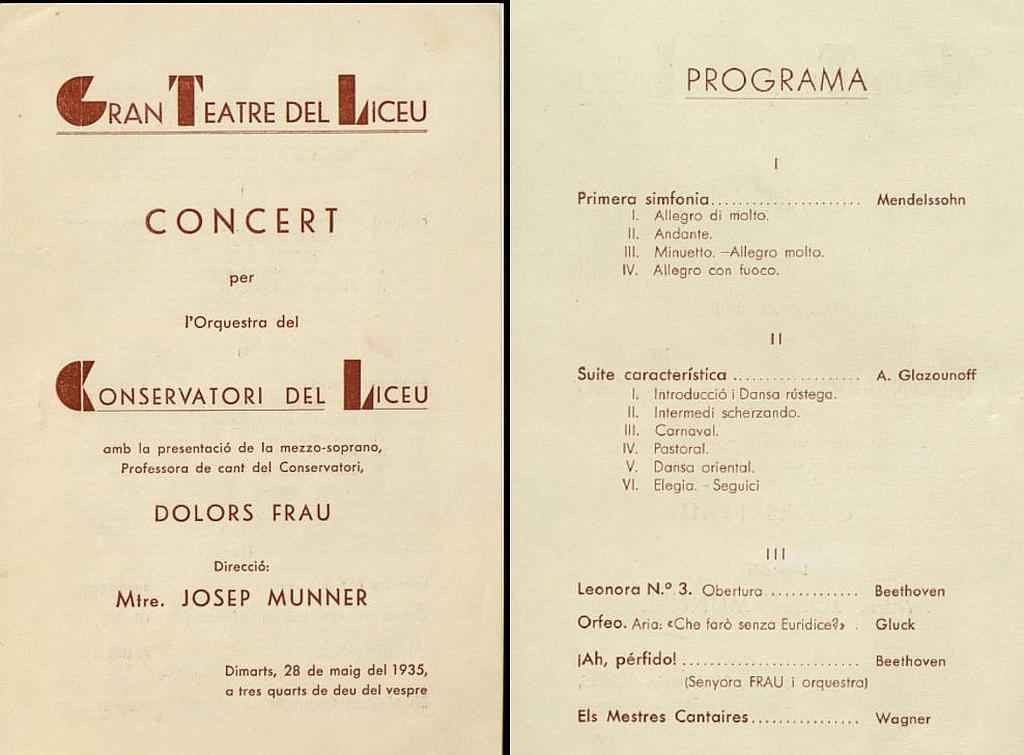 GRAN TEATRE DEL LICEU
CONCERT
per
l'Orquestra del
CONSERVATORI DEL LICEU
amb la presentació de la mezzo-soprano,
Professora de cant del Conservatori,
DOLORS FRAU
Direcció:
Mtre. JOSEP MUNNER
Dimarts, 28 de maig del 1935,
a tres quarts de deu del vespre
PROGRAMA
I
Primera simfonia...................... Mendelssohn
I. Allegro di molto.
II. Andante.
III. Minuetto. —Allegro molto.
IV. Allegro con fuoco.
II
Suite característica ................... A. Glazounoff
I. Introducció i Dansa rústega.
II. Intermedi scherzando.
III. Carnaval.
IV. Pastoral.
V. Dansa oriental.
VI. Elegia. - Seguici
III
Leonora N.º 3. Obertura ............. Beethoven
Orfeo. Aria: «Che farò senza Euridice?» . Gluck
¡Ah, pérfido! .......................... Beethoven
(Senyora FRAU i orquestra)
Els Mestres Cantaires................ Wagner